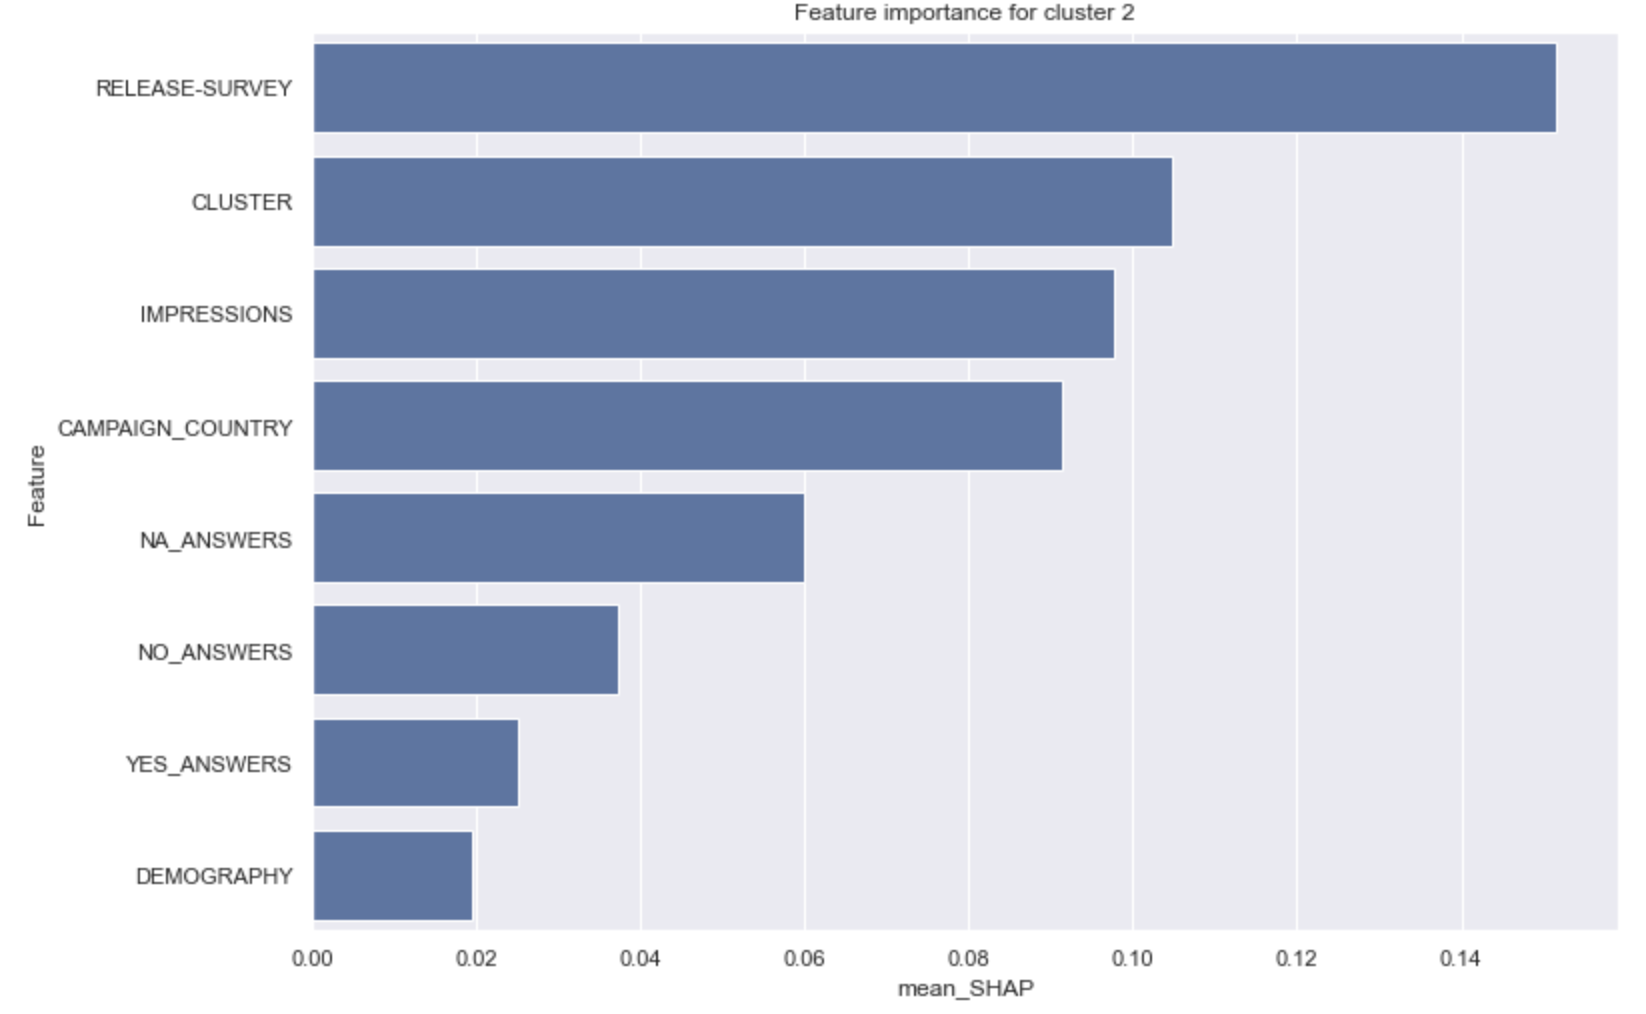 Feature importance for cluster 2
RELEASE-SURVEY
CLUSTER
IMPRESSIONS
CAMPAIGN_COUNTRY
Feature
NA_ANSWERS
NO_ANSWERS
YES_ANSWERS
DEMOGRAPHY
0.00 0.02 0.04 0.06 0.08 0.10 0.12 0.14
mean_SHAP